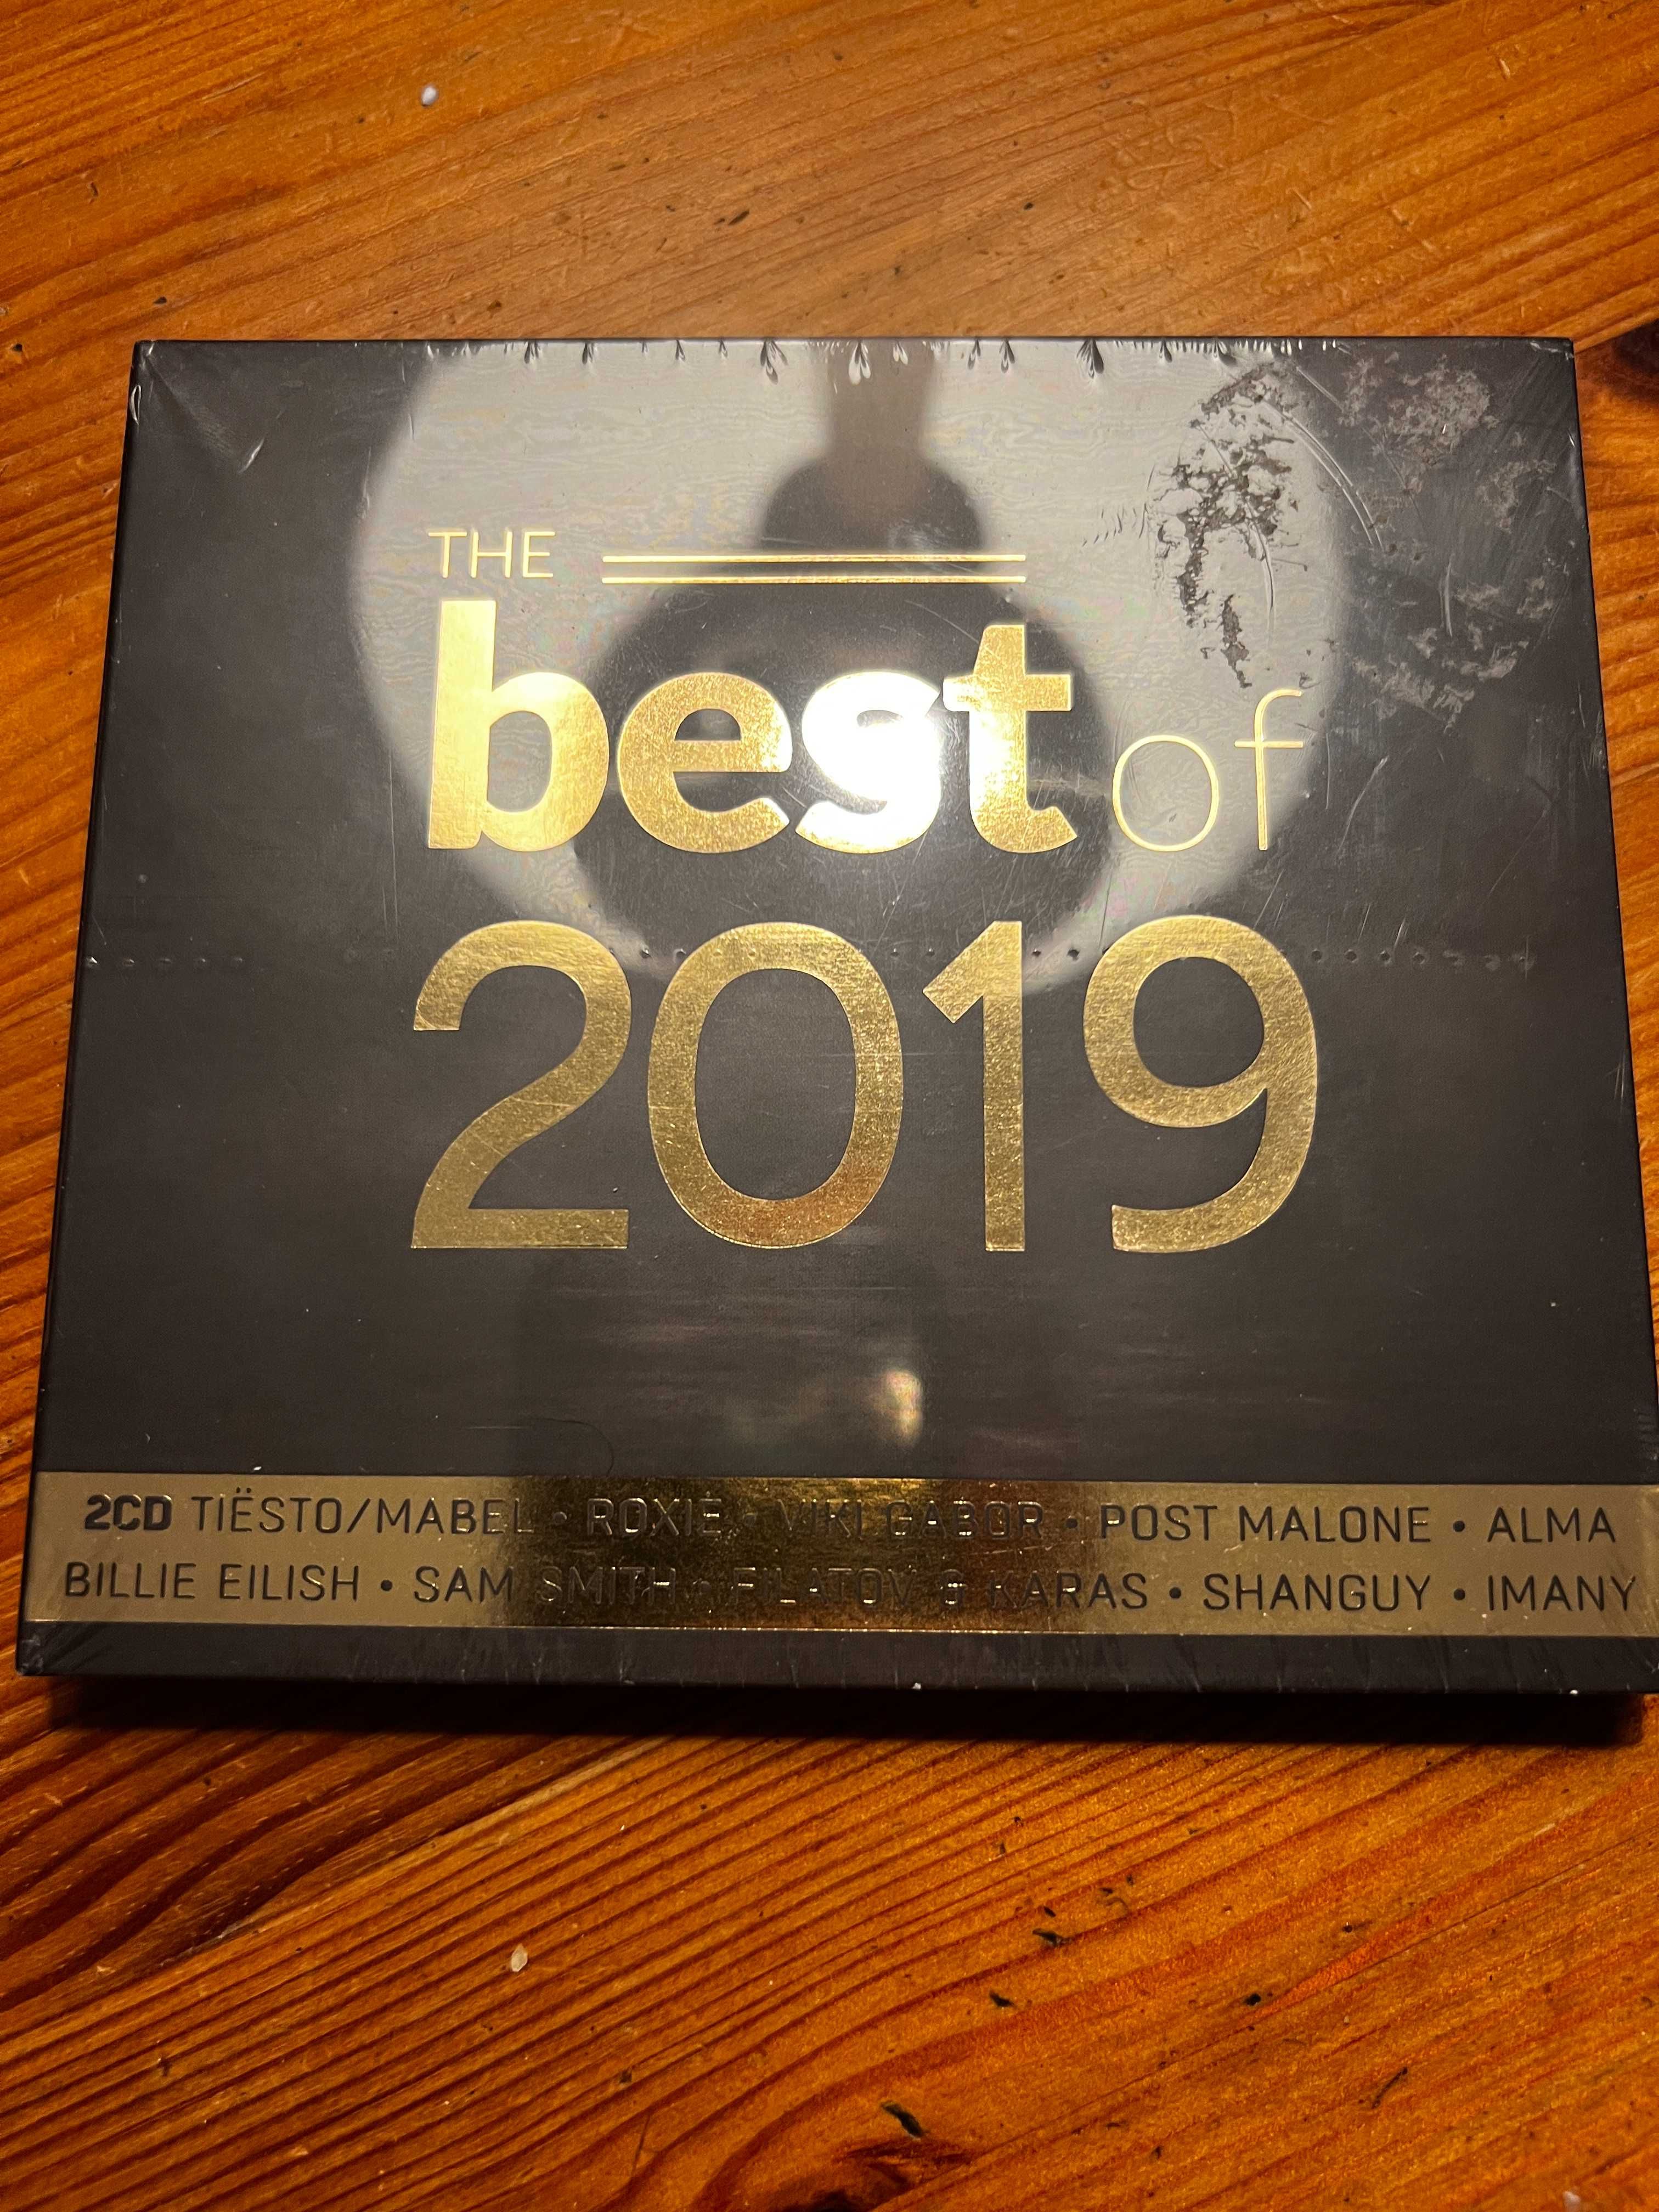 THE
best of
2019
2CD TIËSTO/MABEL • ROXIE • VIKI GABOR • POST MALONE • ALMA
BILLIE EILISH • SAM SMITH • FILATOV & KARAS • SHANGUY • IMANY